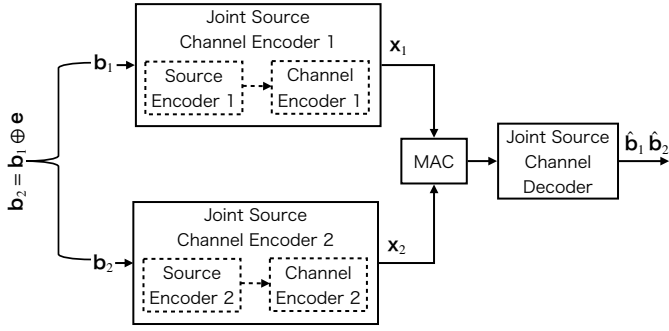 Joint Source
Channel Encoder 1
Source
Encoder 1
Channel
Encoder 1
b₁
x₁
b₂ = b₁ ⊕ e
MAC
Joint Source
Channel
Decoder
b̂₁ b̂₂
Joint Source
Channel Encoder 2
Source
Encoder 2
Channel
Encoder 2
b₂
x₂